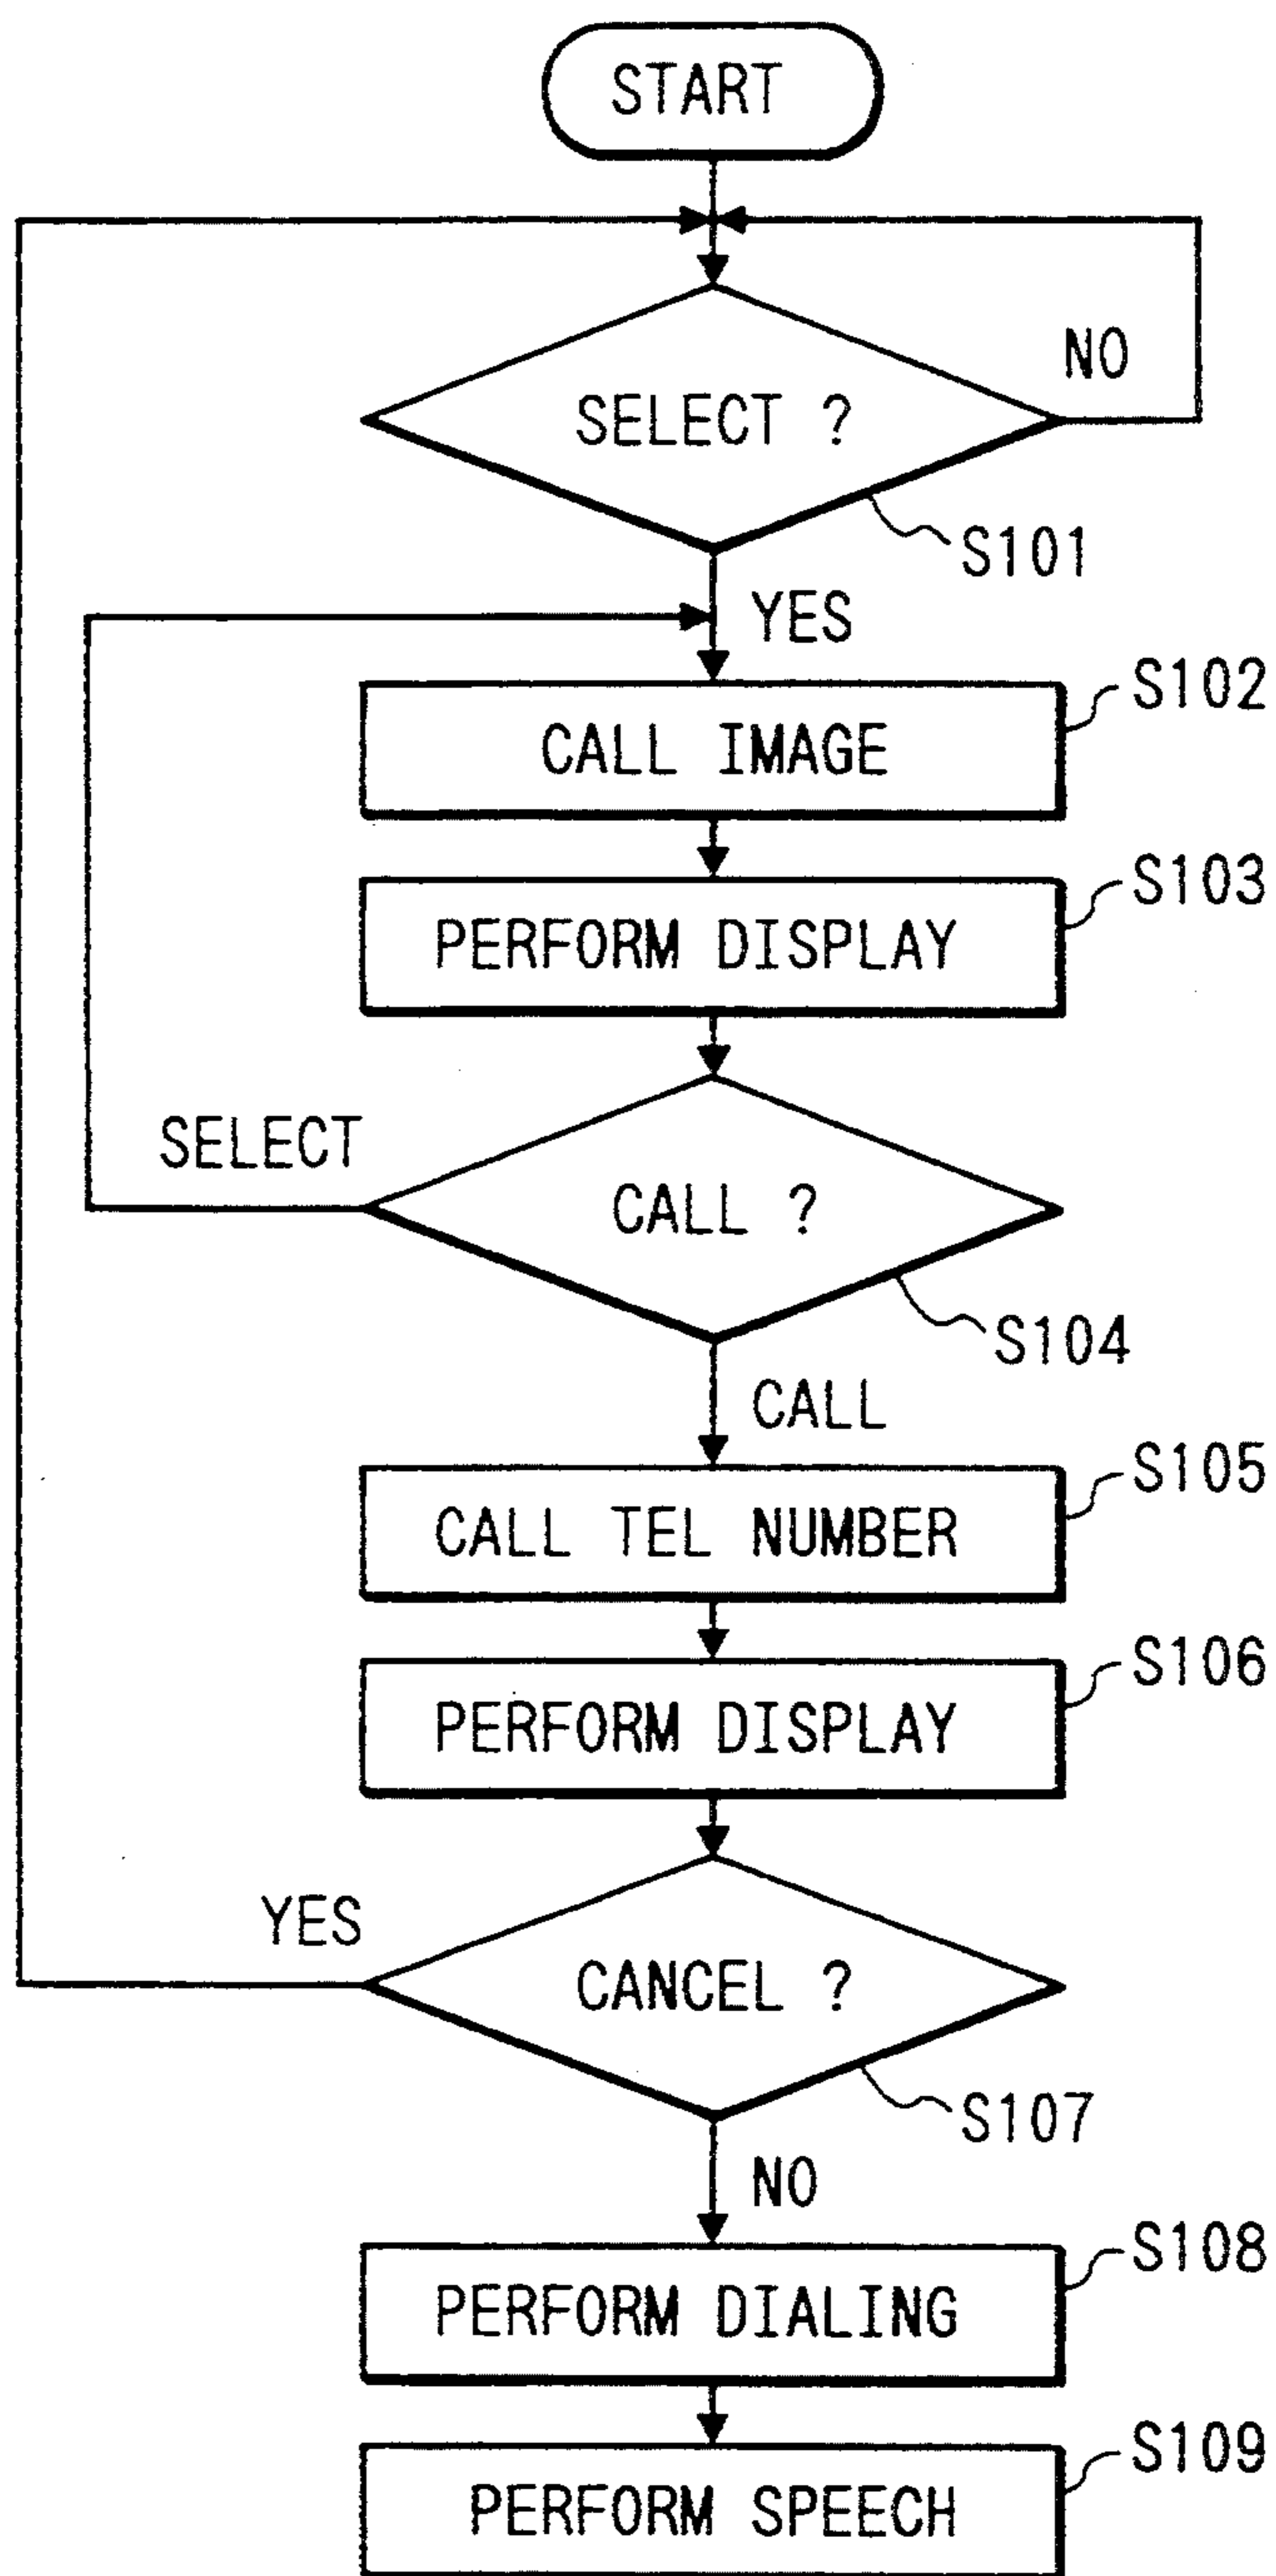 START
NO
SELECT ?
S101
YES
S102
CALL IMAGE
S103
PERFORM DISPLAY
SELECT
CALL ?
S104
CALL
S105
CALL TEL NUMBER
S106
PERFORM DISPLAY
YES
CANCEL ?
S107
NO
S108
PERFORM DIALING
S109
PERFORM SPEECH